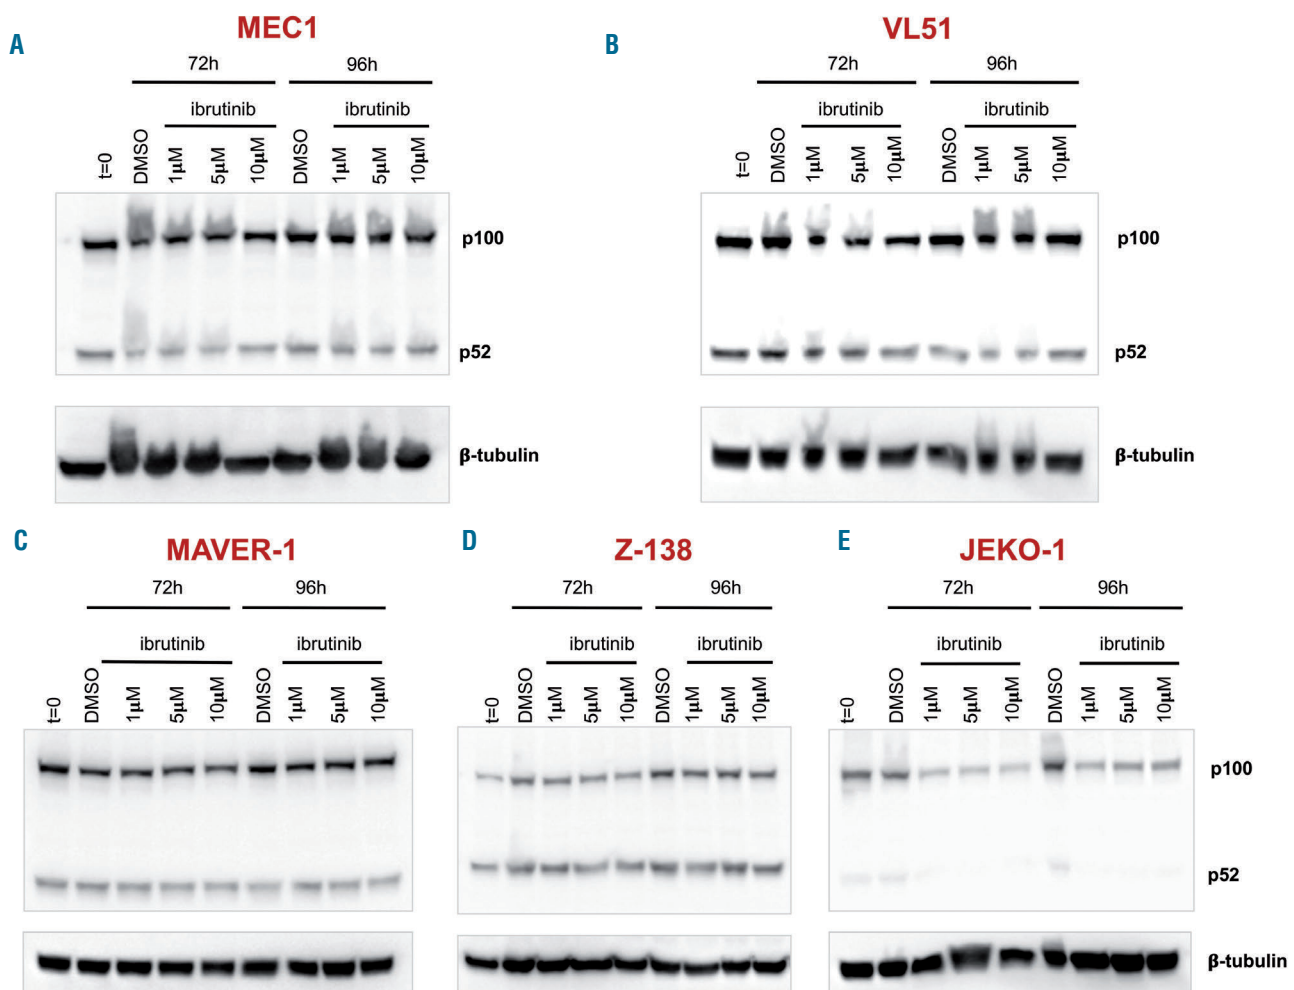 A
MEC1
72h 96h
ibrutinib ibrutinib
t=0 DMSO 1μM 5μM 10μM DMSO 1μM 5μM 10μM
p100
p52
β-tubulin
B
VL51
72h 96h
ibrutinib ibrutinib
t=0 DMSO 1μM 5μM 10μM DMSO 1μM 5μM 10μM
p100
p52
β-tubulin
C
MAVER-1
72h 96h
ibrutinib ibrutinib
t=0 DMSO 1μM 5μM 10μM DMSO 1μM 5μM 10μM
D
Z-138
72h 96h
ibrutinib ibrutinib
t=0 DMSO 1μM 5μM 10μM DMSO 1μM 5μM 10μM
E
JEKO-1
72h 96h
ibrutinib ibrutinib
t=0 DMSO 1μM 5μM 10μM DMSO 1μM 5μM 10μM
p100
p52
β-tubulin